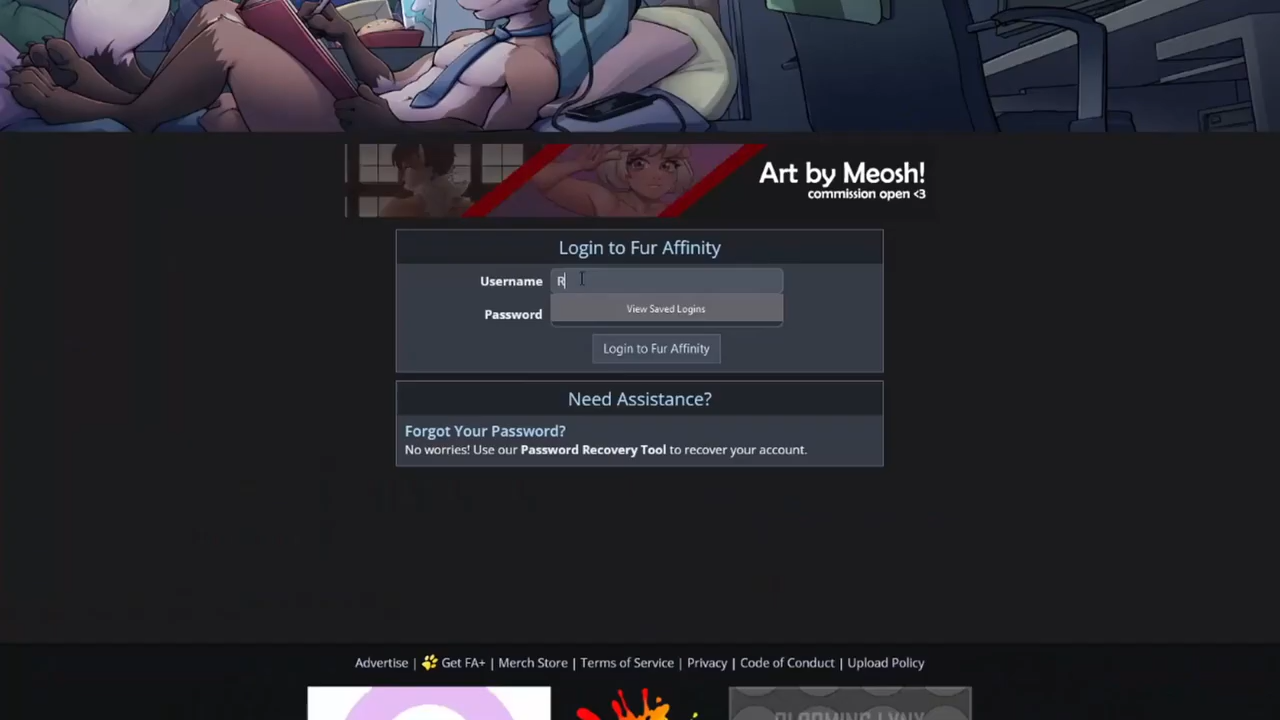 Art by Meosh!
commission open <3
Login to Fur Affinity
Username R
View Saved Logins
Password
Login to Fur Affinity
Need Assistance?
Forgot Your Password?
No worries! Use our Password Recovery Tool to recover your account.
Advertise | Get FA+ | Merch Store | Terms of Service | Privacy | Code of Conduct | Upload Policy
BLOOMING LYNX